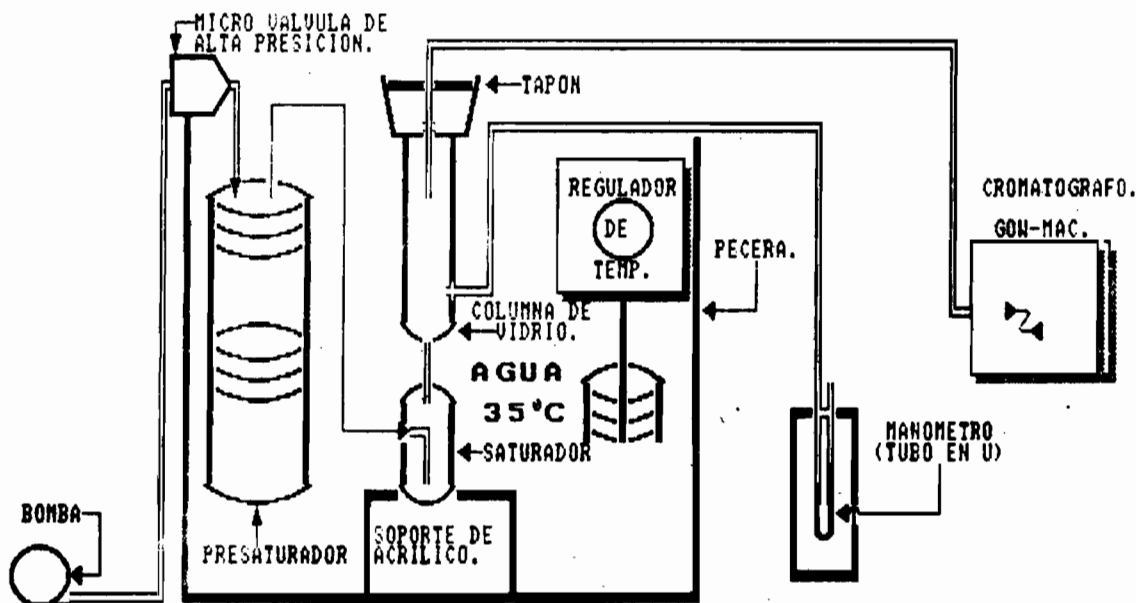 MICRO VALVULA DE
ALTA PRESICION.
TAPON
REGULADOR
DE
TEMP.
CROMATOGRAFO.
GOW-MAC.
PECERA.
COLUMNA DE
VIDRIO.
AGUA
35°C
SATURADOR
MANOMETRO
(TUBO EN U)
BOMBA
PRESATURADOR
SOPORTE DE
ACRILICO.